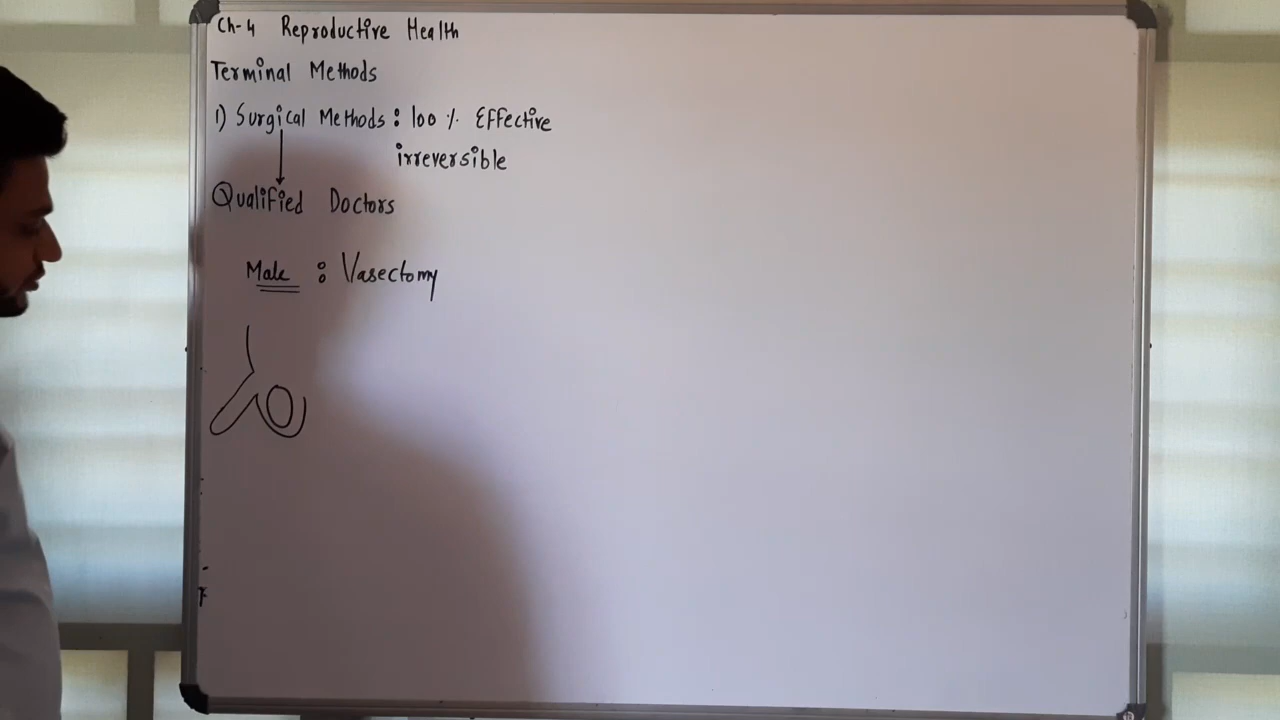 Ch-4 Reproductive Health
Terminal Methods
1) Surgical Methods : 100 % Effective
irreversible
Qualified Doctors
Male : Vasectomy